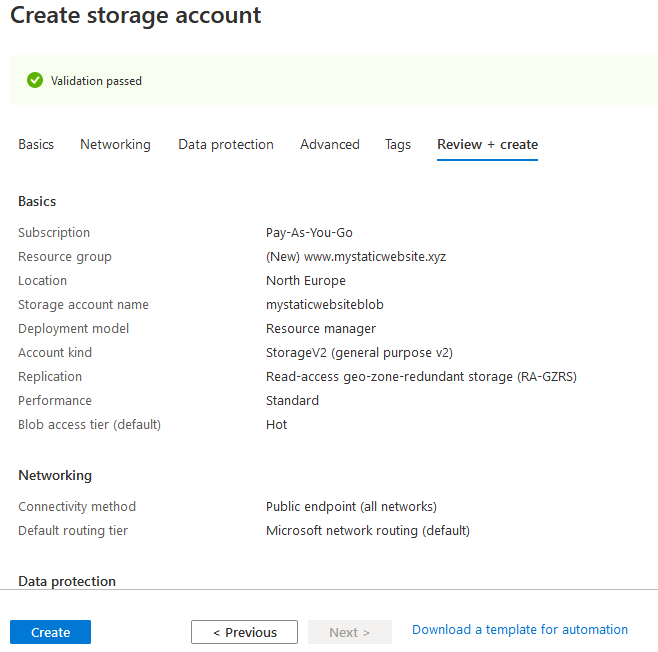 Create storage account
Validation passed
Basics Networking Data protection Advanced Tags Review + create
Basics
Subscription Pay-As-You-Go
Resource group (New) www.mystaticwebsite.xyz
Location North Europe
Storage account name mystaticwebsiteblob
Deployment model Resource manager
Account kind StorageV2 (general purpose v2)
Replication Read-access geo-zone-redundant storage (RA-GZRS)
Performance Standard
Blob access tier (default) Hot
Networking
Connectivity method Public endpoint (all networks)
Default routing tier Microsoft network routing (default)
Data protection
Create < Previous Next > Download a template for automation